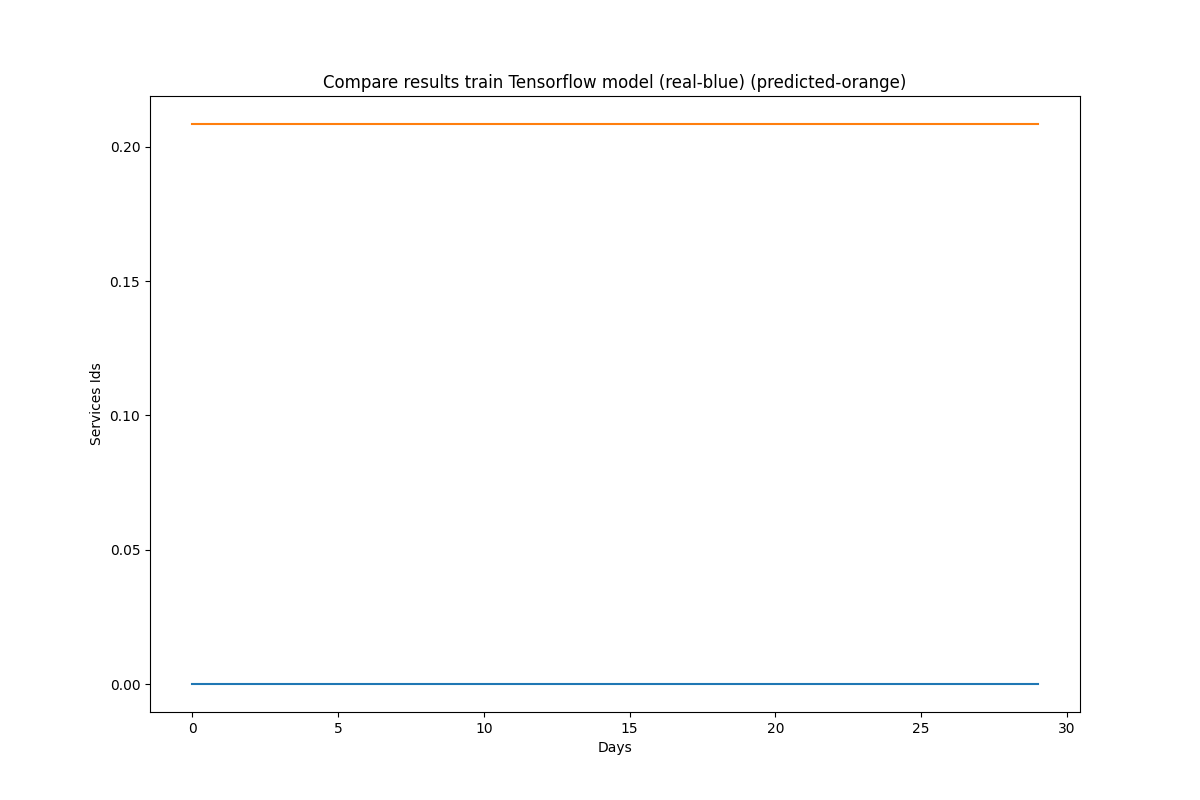 Compare results train Tensorflow model (real-blue) (predicted-orange)
0.20
0.15
0.10
0.05
0.00
Services Ids
0 5 10 15 20 25 30
Days